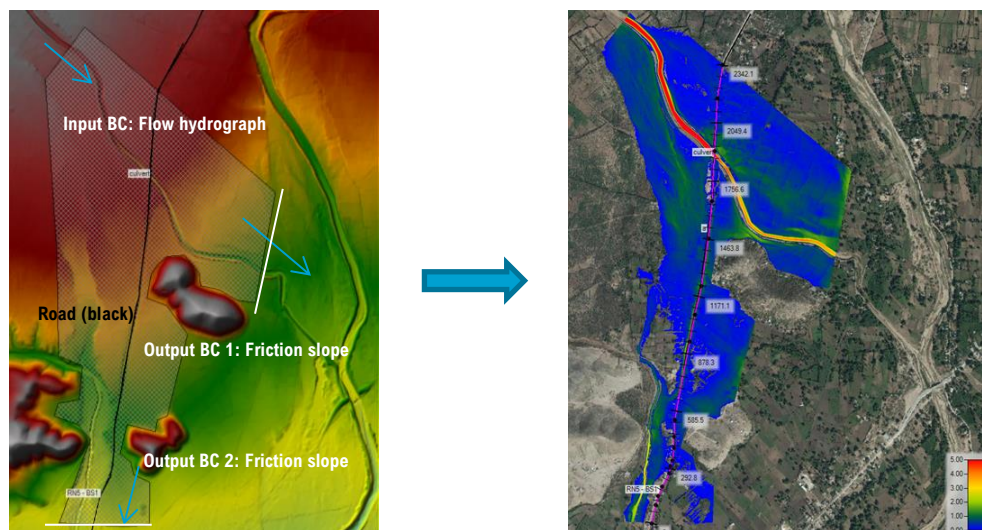 Input BC: Flow hydrograph
culvert
Road (black)
Output BC 1: Friction slope
Output BC 2: Friction slope
RN5 - BS1
2342.1
2049.4
culvert
1756.6
1463.8
1171.1
878.3
585.5
292.8
RN5 - BS1
5.00
4.00
3.00
2.00
1.00
0.00